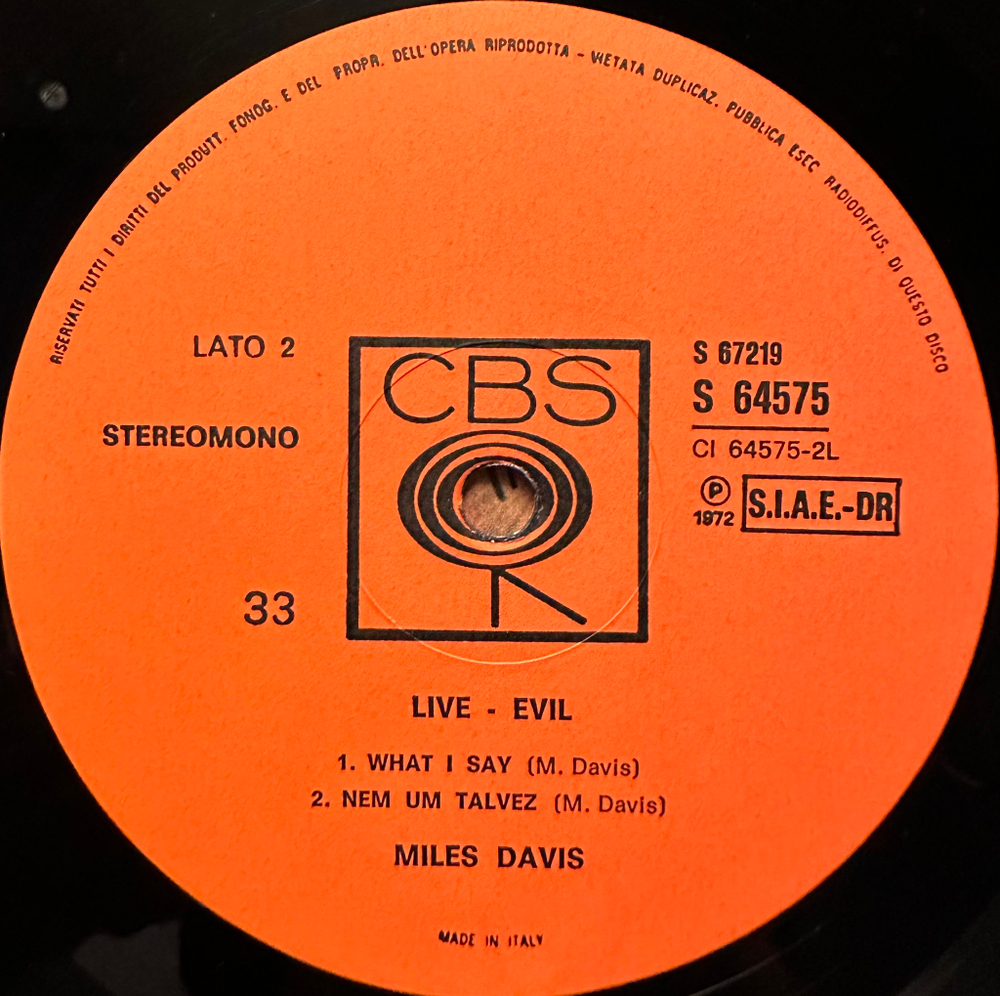 RISERVATI TUTTI I DIRITTI DEL PRODUTT. FONOG. E DEL PROPR. DELL'OPERA RIPRODOTTA - VIETATA DUPLICAZ. PUBBLICA ESEC RADIODIFFUS. DI QUESTO DISCO
LATO 2
STEREOMONO
33
CBS
S 67219
S 64575
CI 64575-2L
℗ 1972
S.I.A.E.-DR
LIVE - EVIL
1. WHAT I SAY (M. Davis)
2. NEM UM TALVEZ (M. Davis)
MILES DAVIS
MADE IN ITALY